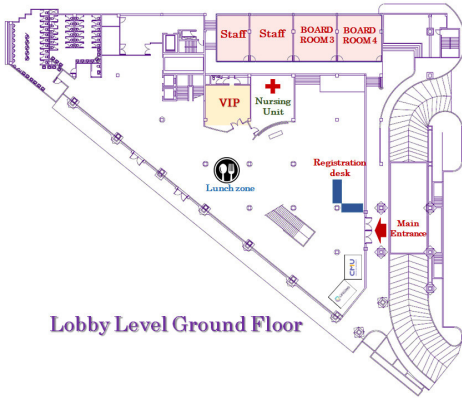 Staff
Staff
BOARD
ROOM 3
BOARD
ROOM 4
VIP
Nursing
Unit
Registration
desk
Lunch zone
Main
Entrance
CMU
Lobby Level Ground Floor